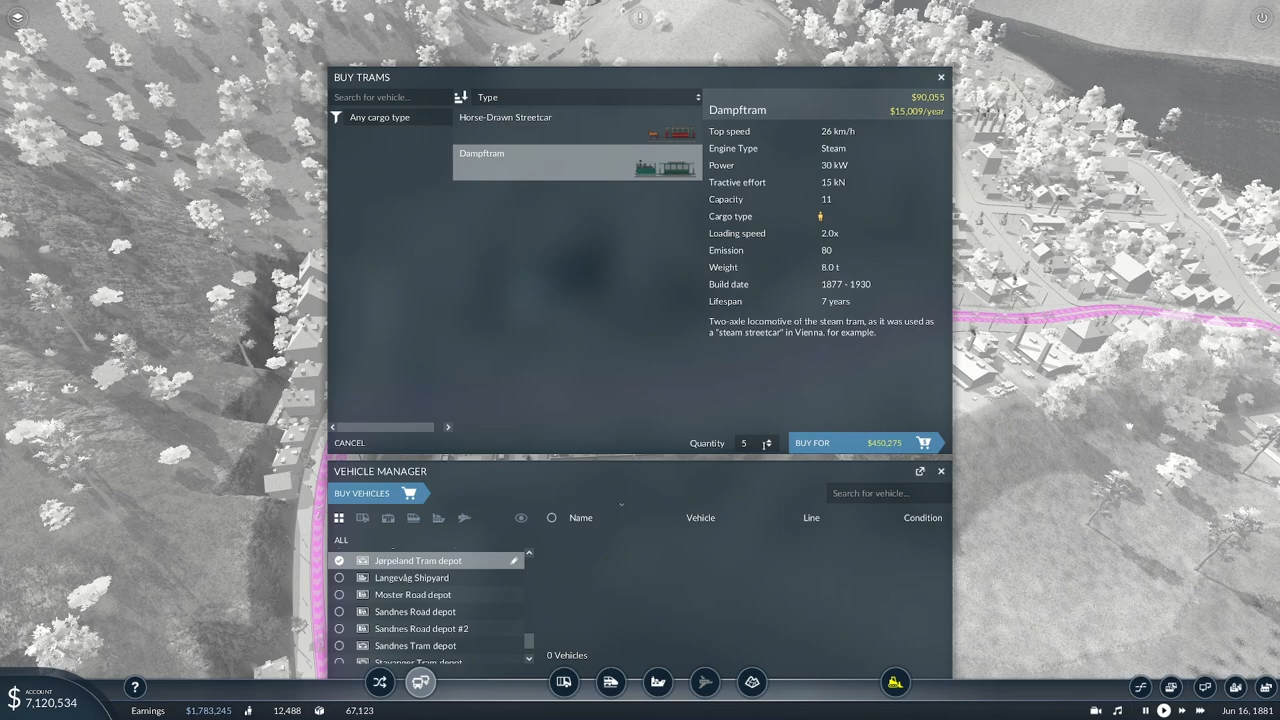 BUY TRAMS
Search for vehicle...
Type
Any cargo type
Horse-Drawn Streetcar
Dampftram
$90,055
Dampftram
$15,009/year
Top speed 26 km/h
Engine Type Steam
Power 30 kW
Tractive effort 15 kN
Capacity 11
Cargo type
Loading speed 2.0x
Emission 80
Weight 8.0 t
Build date 1877 - 1930
Lifespan 7 years
Two-axle locomotive of the steam tram, as it was used as
a "steam streetcar" in Vienna. for example.
CANCEL
Quantity 5
BUY FOR $450,275
VEHICLE MANAGER
BUY VEHICLES
Search for vehicle...
Name Vehicle Line Condition
ALL
Jørpeland Tram depot
Langevåg Shipyard
Moster Road depot
Sandnes Road depot
Sandnes Road depot #2
Sandnes Tram depot
Stavanger Tram depot
0 Vehicles
$ ACCOUNT
7,120,534
?
Earnings $1,783,245 12,488 67,123
Jun 16, 1881